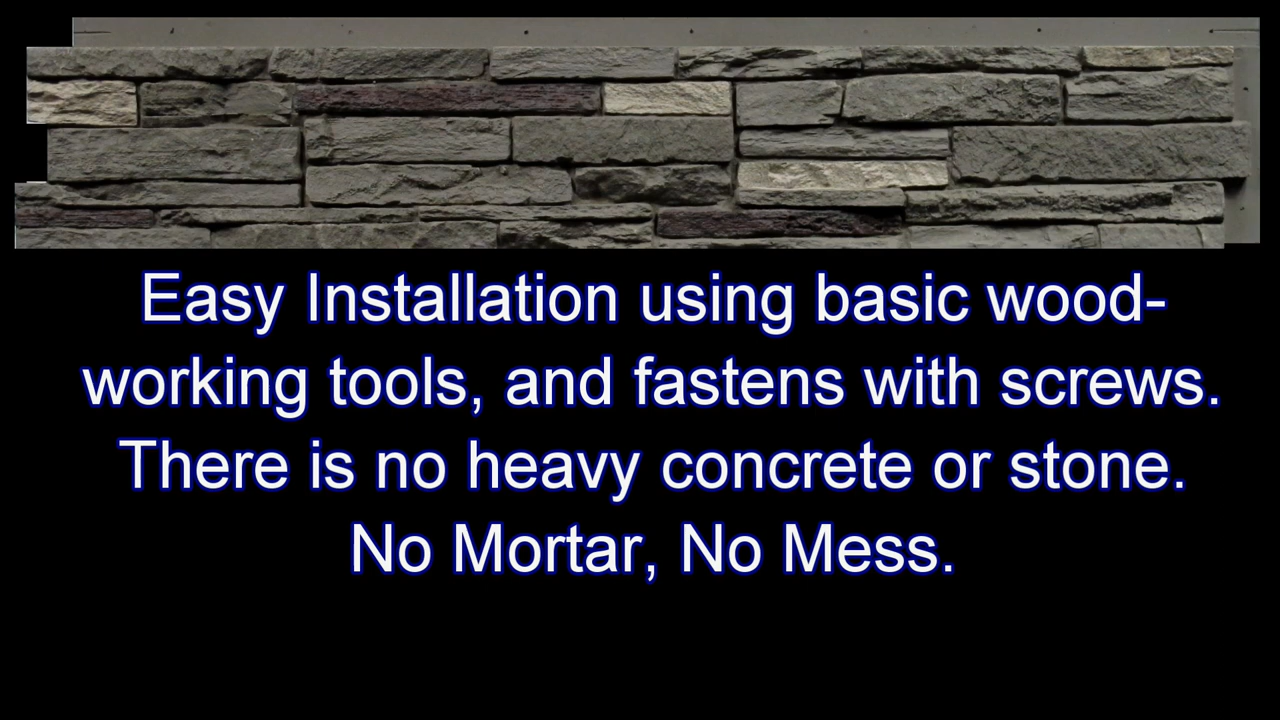 Easy Installation using basic wood-
working tools, and fastens with screws.
There is no heavy concrete or stone.
No Mortar, No Mess.